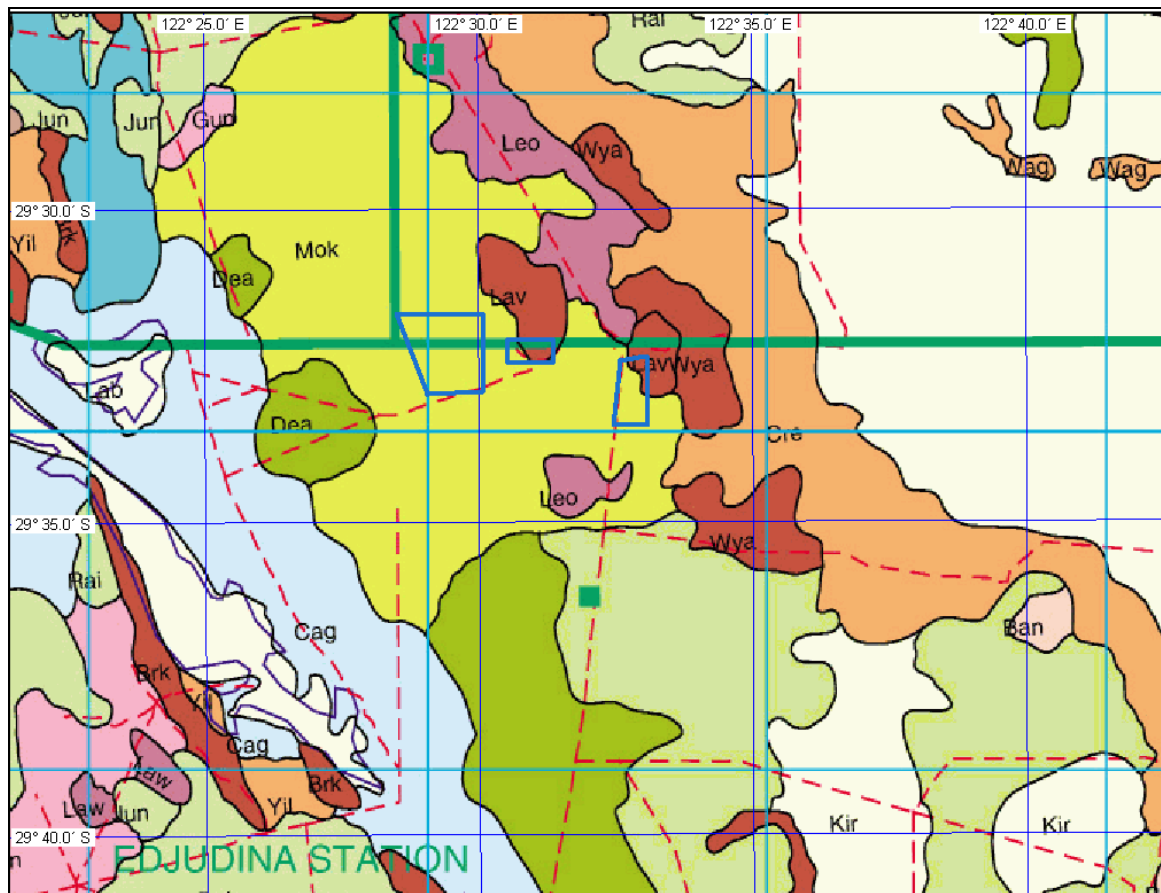 122° 25.0´ E
122° 30.0´ E
Rai
122° 35.0´ E
122° 40.0´ E
Jun
Jun
Gun
Leo
Wya
Wag
Wag
29° 30.0´ S
Yil
Brk
Mok
Dea
Lav
Lab
Lav
Wya
Dea
Cre
Leo
29° 35.0´ S
Wya
Rai
Cag
Ban
Brk
Yil
Cag
Law
Brk
Law
Jun
Yil
Kir
Kir
29° 40.0´ S
EDJUDINA STATION